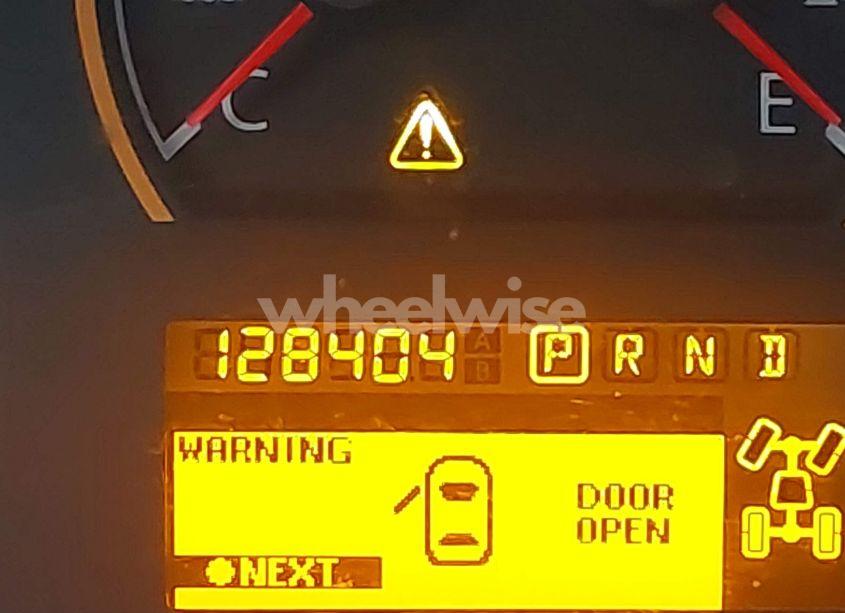 C
E
wheelwise
128404 A P R N D
B
WARNING
DOOR
OPEN
NEXT